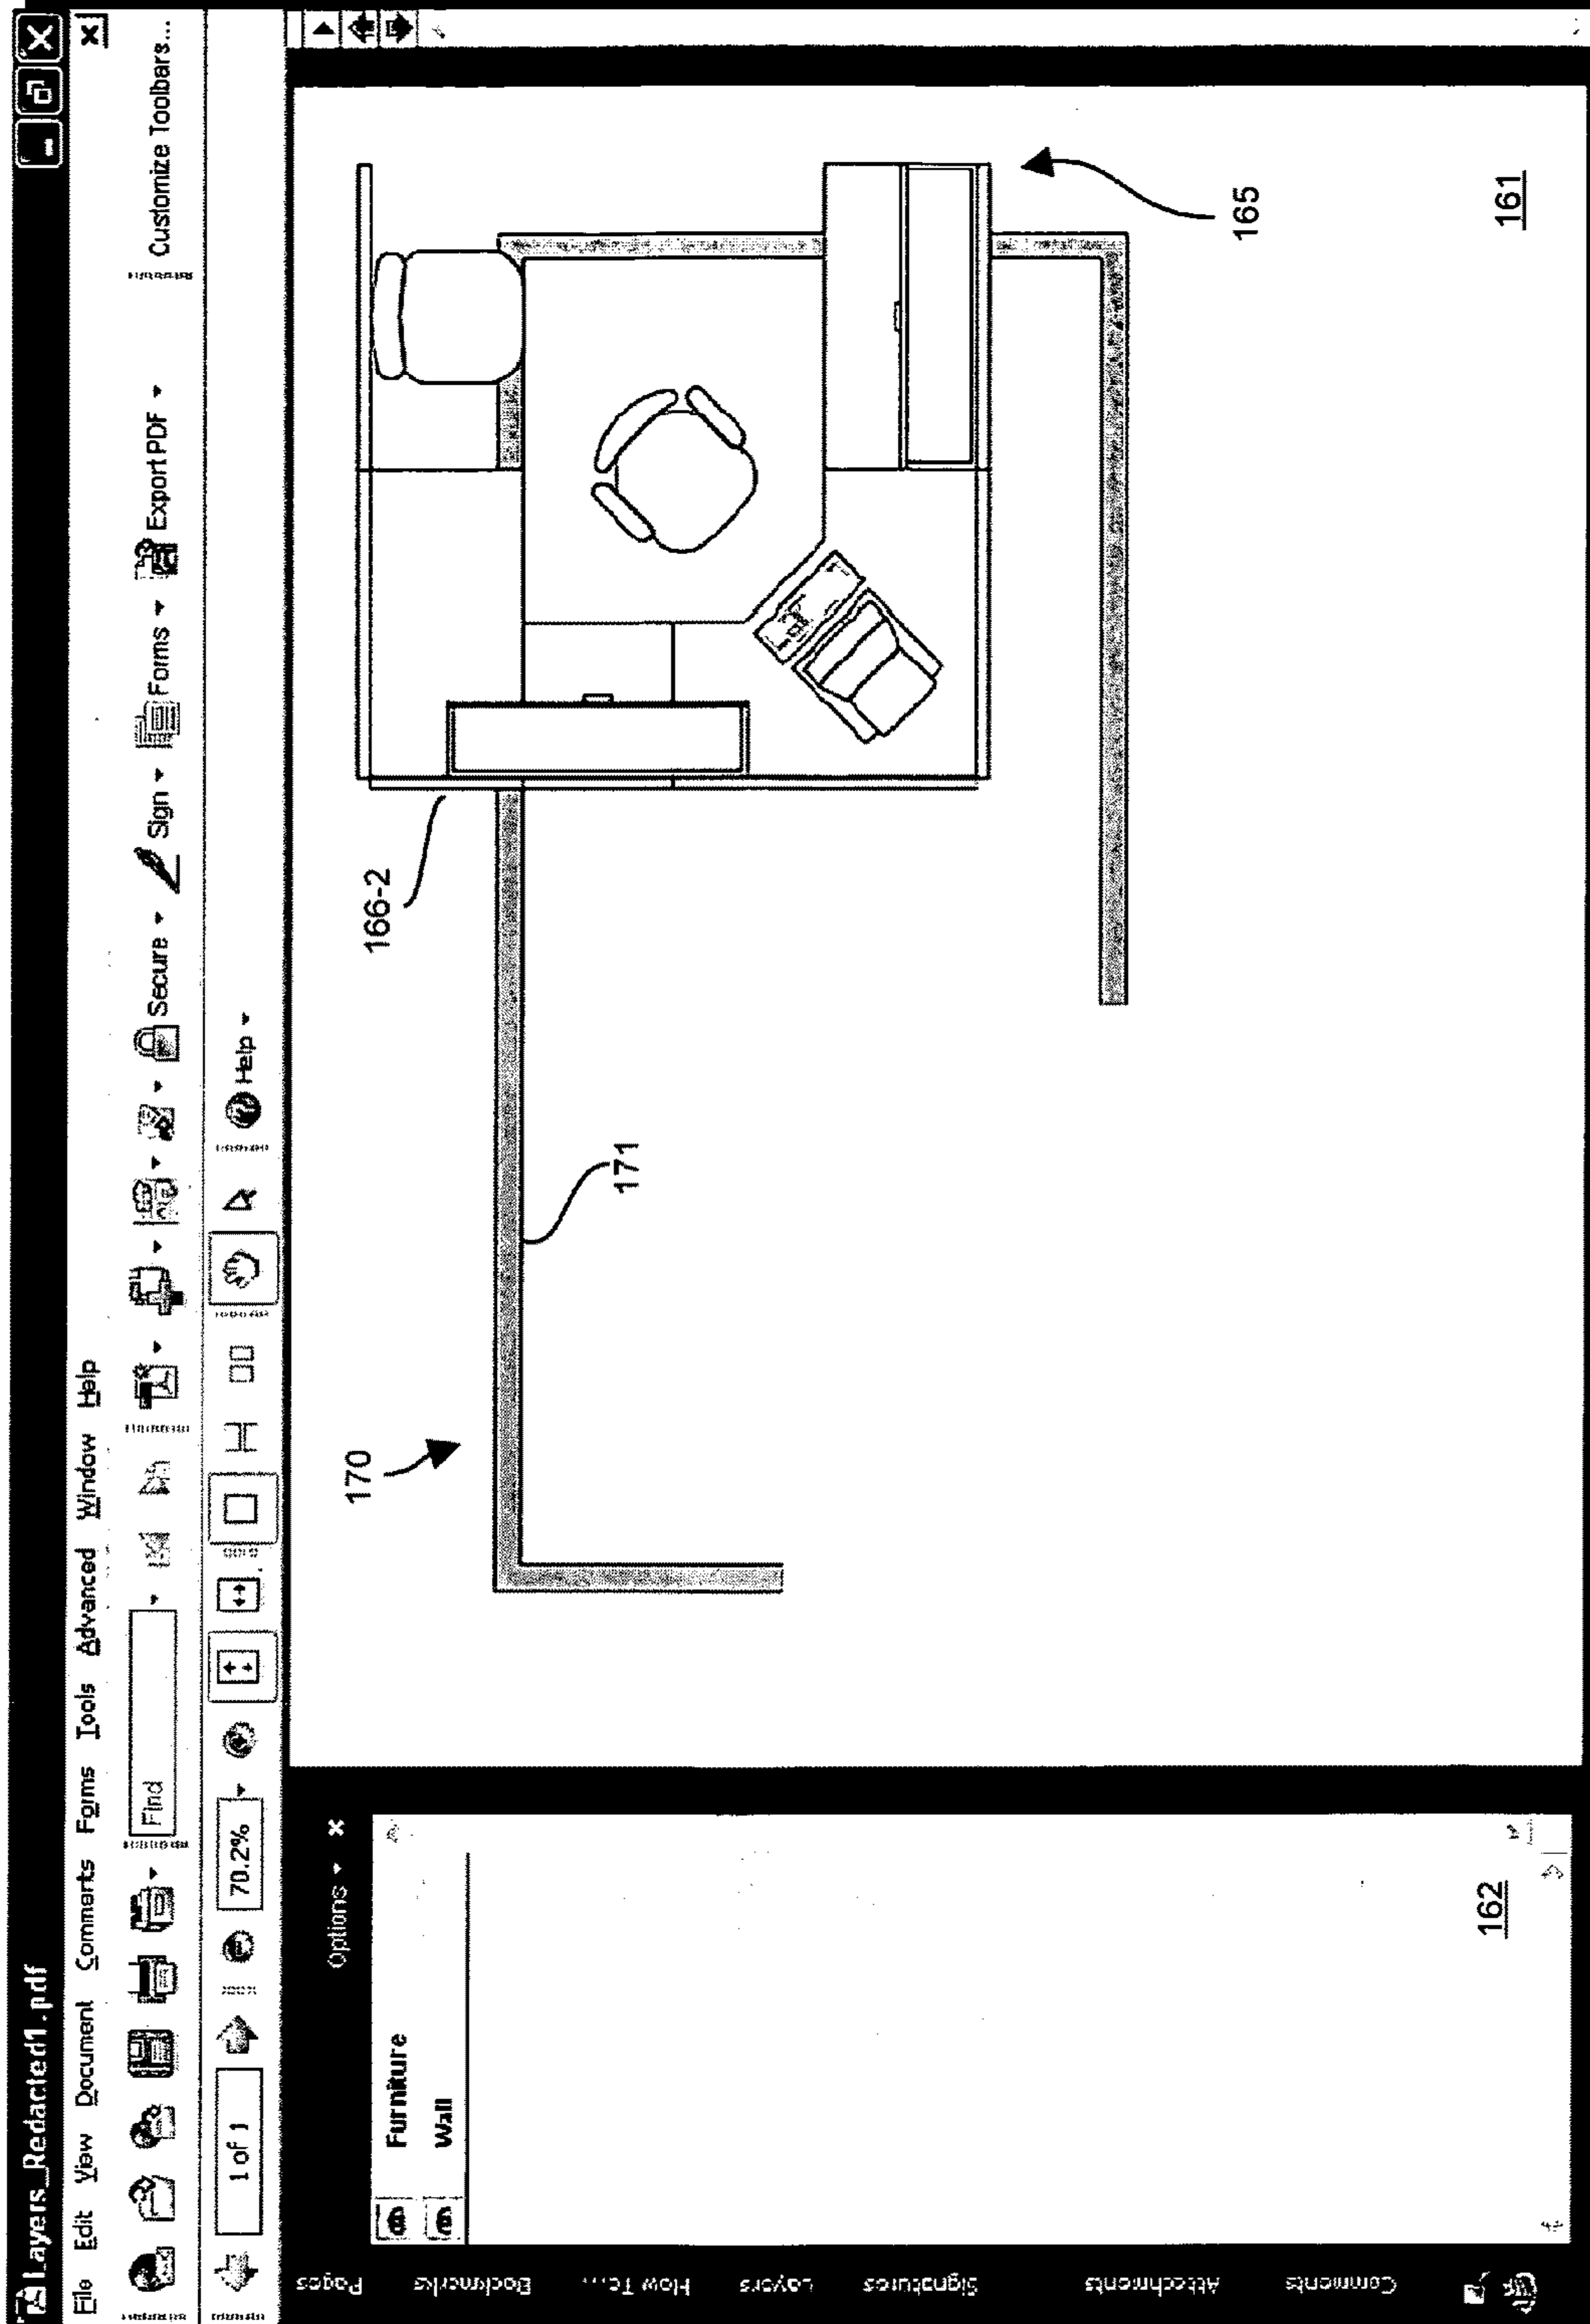 Layers_Redacted1.pdf
File Edit View Document Comments Forms Tools Advanced Window Help
Find Secure Sign Forms Export PDF Customize Toolbars...
1 of 1 70.2% Help
Options
Furniture
Wall
Pages
Bookmarks
How To...
Layers
Signatures
Attachments
Comments
162
170
171
166-2
165
161